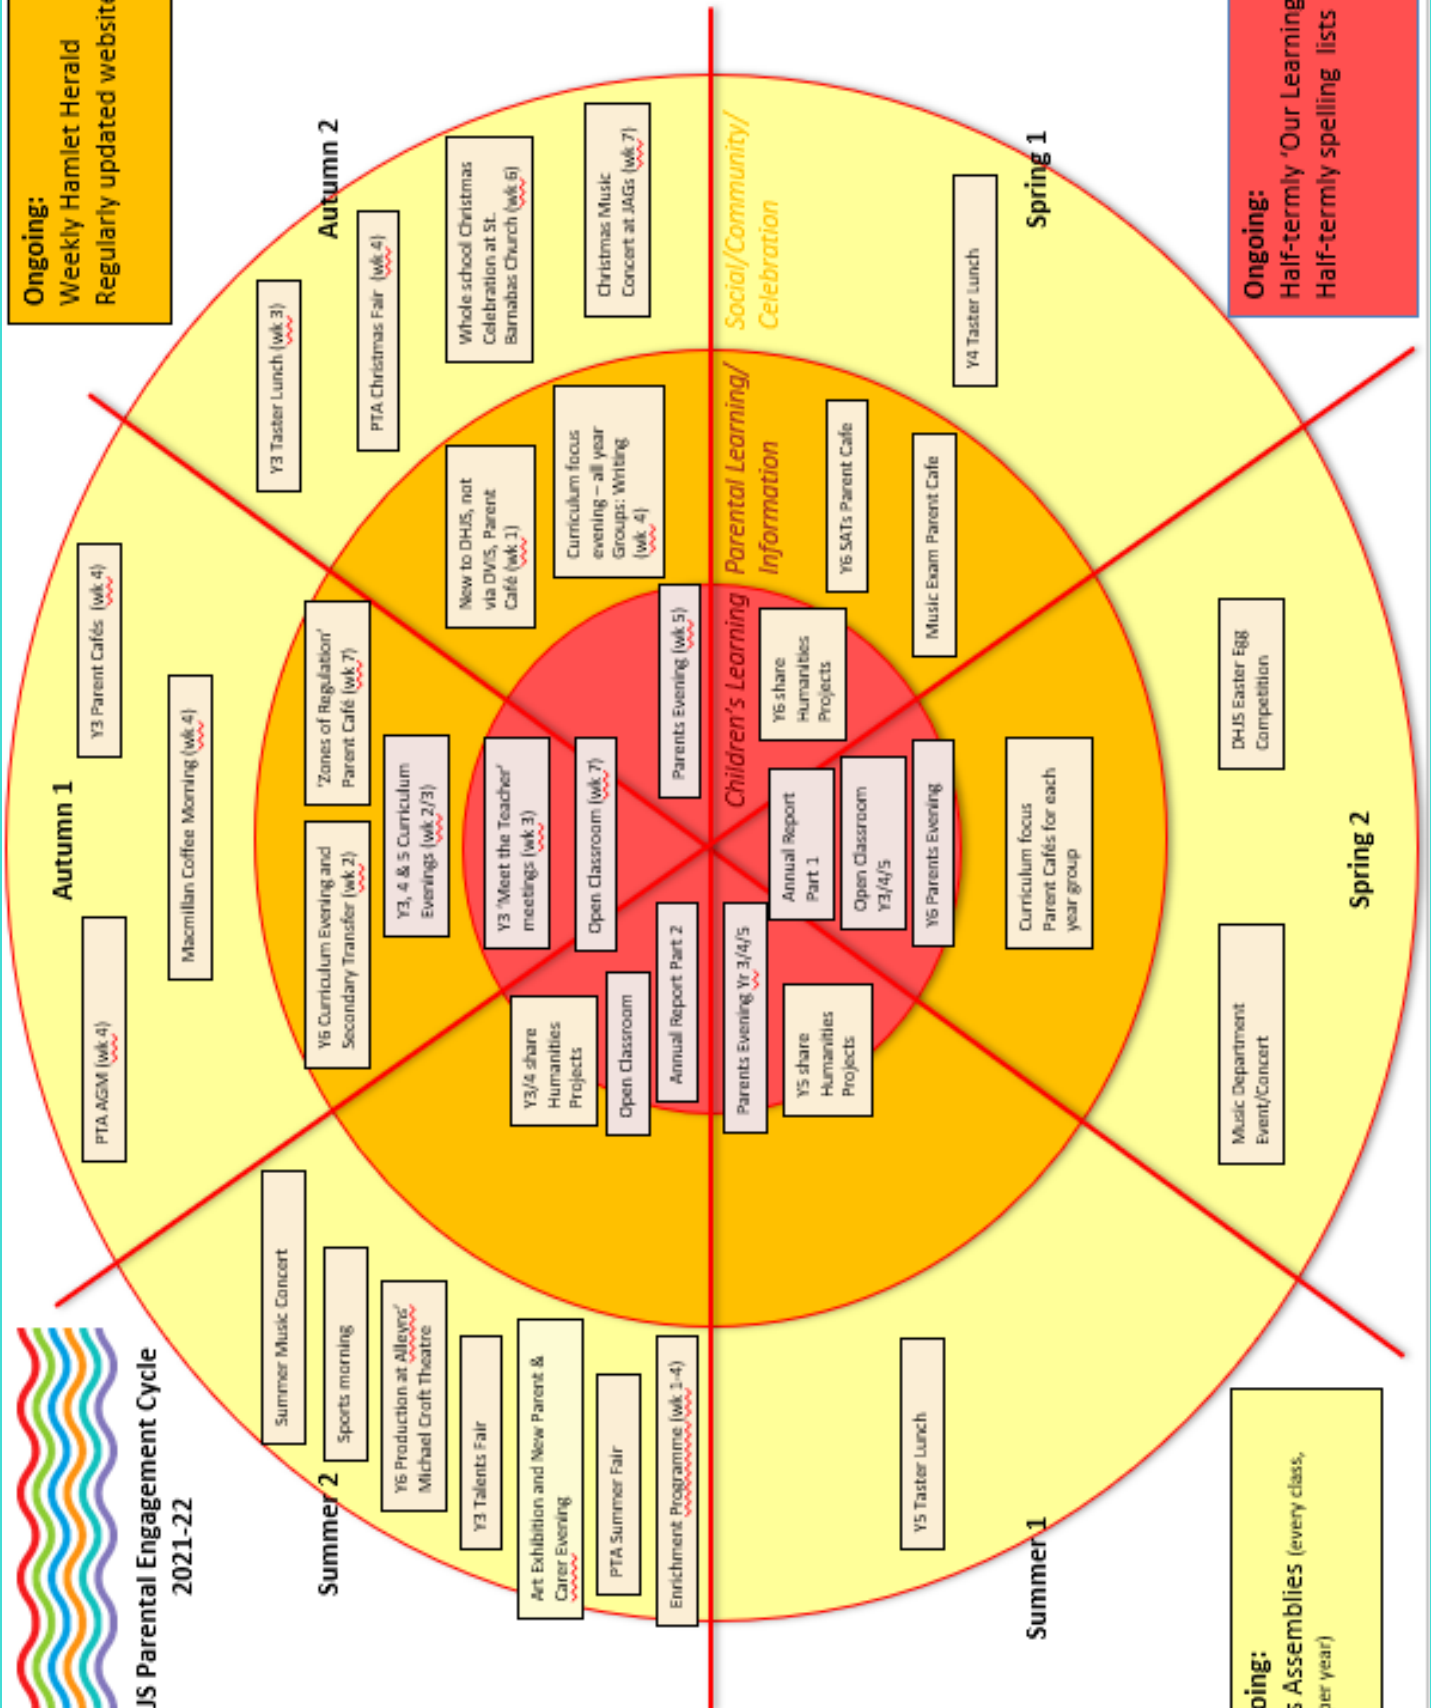 JS Parental Engagement Cycle
2021-22
Ongoing:
Weekly Hamlet Herald
Regularly updated website
Autumn 1
PTA AGM (wk 4)
Y3 Parent Cafés (wk 4)
Macmillan Coffee Morning (wk 4)
Y6 Curriculum Evening and
Secondary Transfer (wk 2)
'Zones of Regulation'
Parent Café (wk 7)
Y3, 4 & 5 Curriculum
Evenings (wk 2/3)
Y3 'Meet the Teacher'
meetings (wk 3)
Open Classroom (wk 7)
Autumn 2
Y3 Taster Lunch (wk 3)
PTA Christmas Fair (wk 4)
Whole school Christmas
Celebration at St.
Barnabas Church (wk 6)
Christmas Music
Concert at JAGs (wk 7)
New to DHJS, not
via DVIS, Parent
Café (wk 1)
Curriculum focus
evening – all year
Groups: Writing
(wk 4)
Parents Evening (wk 5)
Children's Learning
Parental Learning/
Information
Social/Community/
Celebration
Spring 1
Y4 Taster Lunch
Y6 SATs Parent Cafe
Music Exam Parent Cafe
Y6 share
Humanities
Projects
Spring 2
Annual Report
Part 1
Open Classroom
Y3/4/5
Y6 Parents Evening
Curriculum focus
Parent Cafés for each
year group
DHJS Easter Egg
Competition
Music Department
Event/Concert
Summer 1
Parents Evening Yr 3/4/5
Y5 share
Humanities
Projects
Y5 Taster Lunch
Summer 2
Summer Music Concert
Sports morning
Y6 Production at Alleyns'
Michael Croft Theatre
Y3 Talents Fair
Art Exhibition and New Parent &
Carer Evening
PTA Summer Fair
Enrichment Programme (wk 1-4)
Y3/4 share
Humanities
Projects
Open Classroom
Annual Report Part 2
oing:
s Assemblies (every class,
per year)
Ongoing:
Half-termly 'Our Learning
Half-termly spelling lists